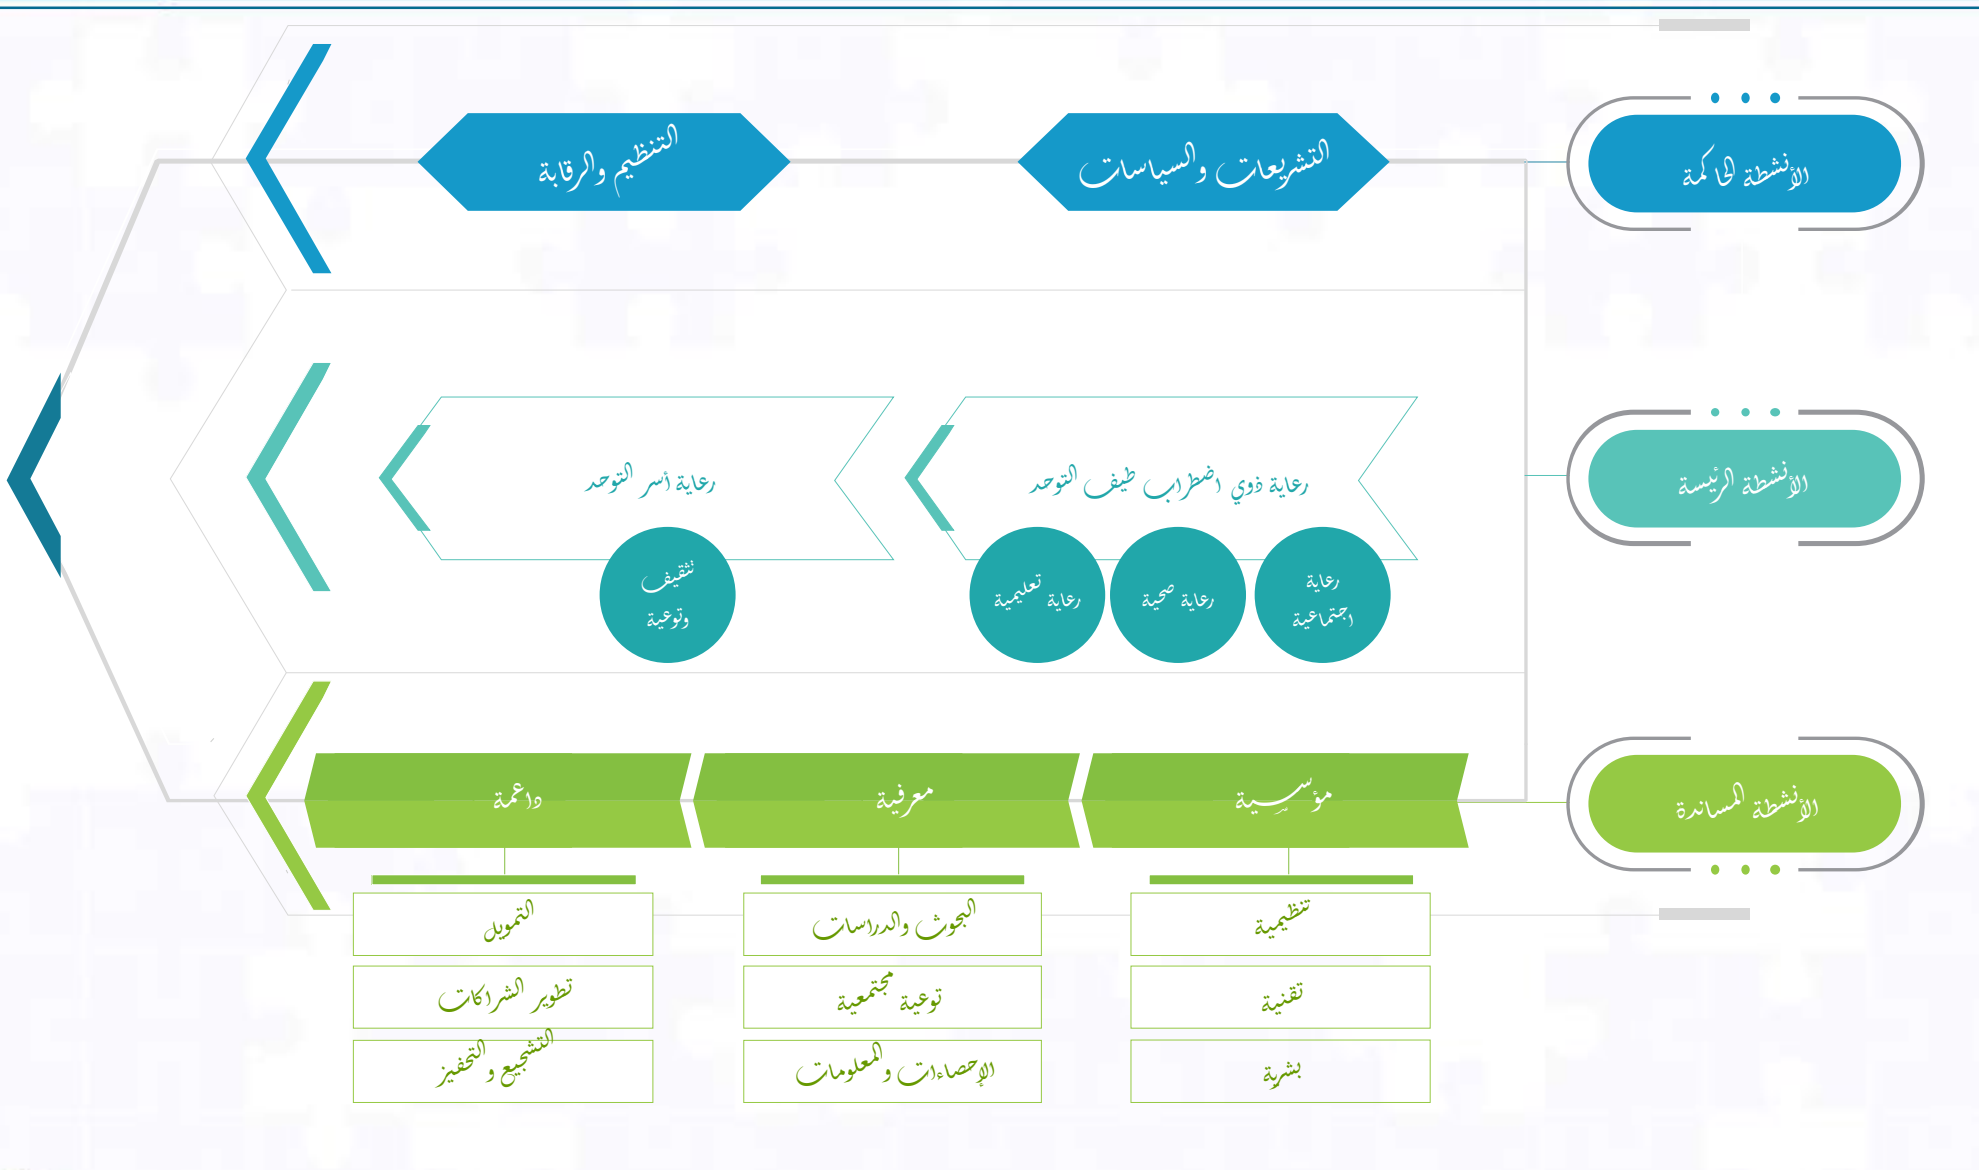 الأنشطة الحاكمة
التشريعات والسياسات
التنظيم والرقابة
الأنشطة الرئيسة
رعاية ذوي اضطراب طيف التوحد
رعاية
اجتماعية
رعاية صحية
رعاية تعليمية
رعاية أسر التوحد
تثقيف
وتوعية
الأنشطة المساندة
مؤسسية
تنظيمية
تقنية
بشرية
معرفية
البحوث والدراسات
توعية مجتمعية
الإحصاءات والمعلومات
داعمة
التمويل
تطوير الشراكات
التشجيع والتحفيز